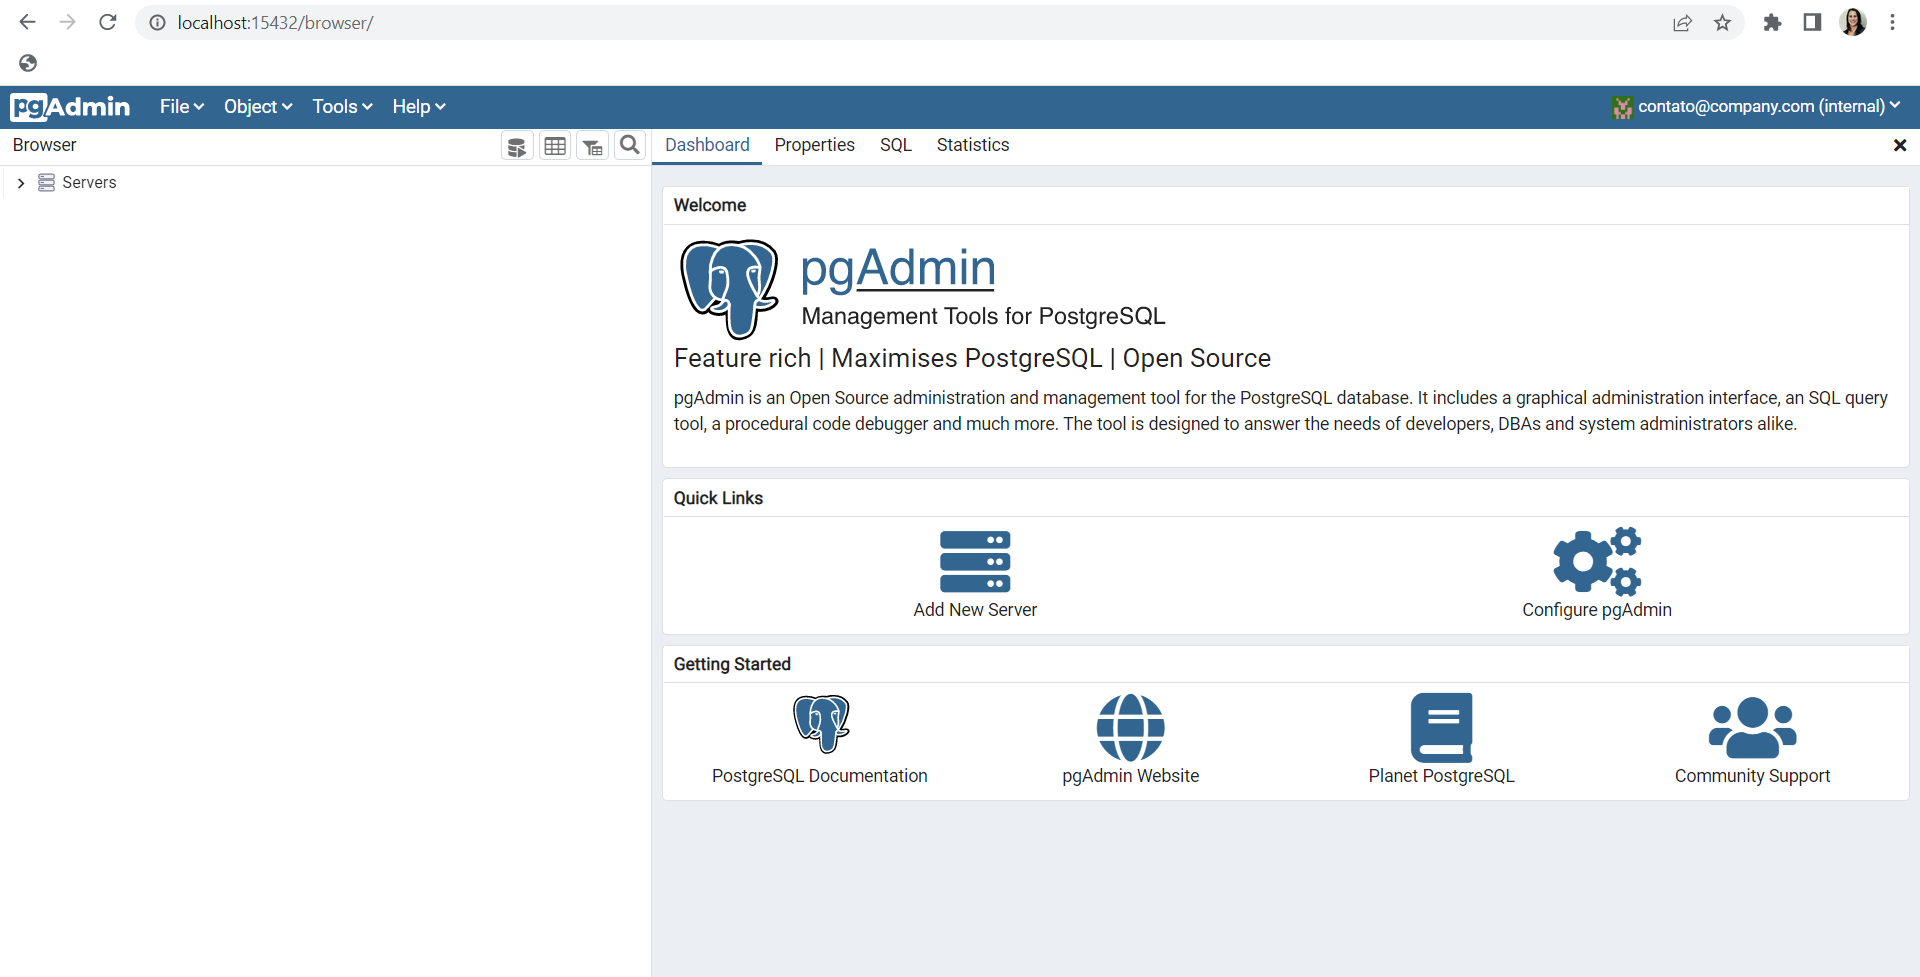 localhost:15432/browser/
pgAdmin File Object Tools Help contato@company.com (internal)
Browser
Dashboard Properties SQL Statistics
Servers
Welcome
pgAdmin
Management Tools for PostgreSQL
Feature rich | Maximises PostgreSQL | Open Source
pgAdmin is an Open Source administration and management tool for the PostgreSQL database. It includes a graphical administration interface, an SQL query
tool, a procedural code debugger and much more. The tool is designed to answer the needs of developers, DBAs and system administrators alike.
Quick Links
Add New Server Configure pgAdmin
Getting Started
PostgreSQL Documentation pgAdmin Website Planet PostgreSQL Community Support